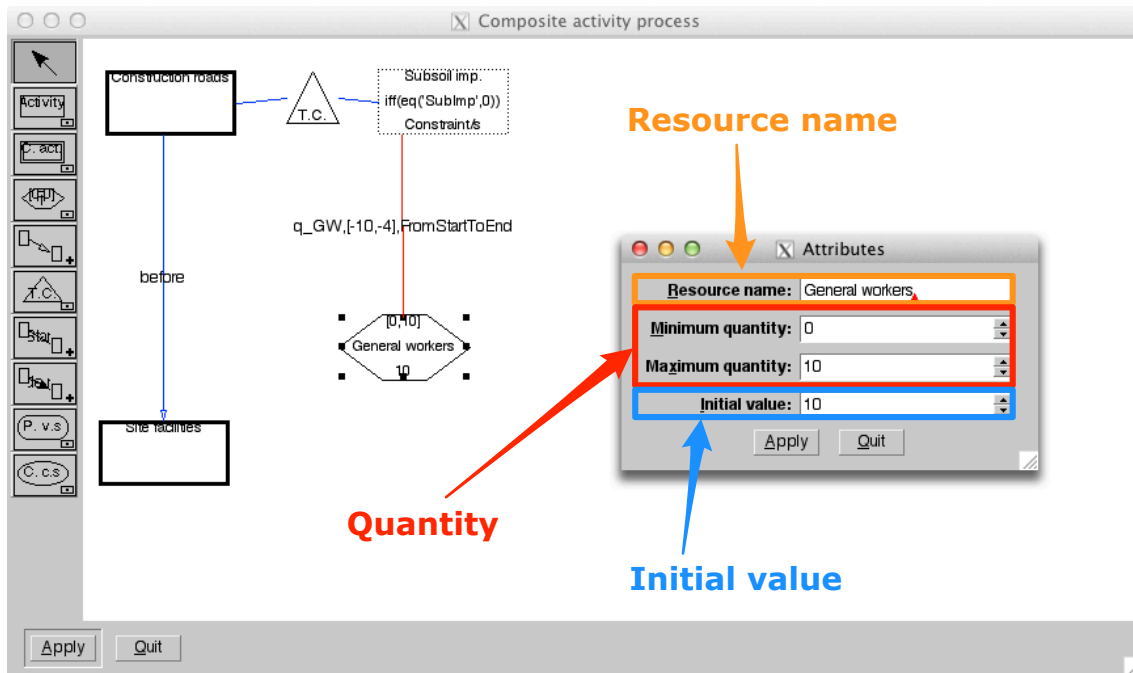 Composite activity process
Activity
C. act
T.C.
Star
P. v.s
C. c.s
Construction roads
T.C.
Subsoil imp.
iff(eq('SubImp',0))
Constraint/s
q_GW,[-10,-4],FromStartToEnd
before
[0,10]
General workers
10
Site facilities
Resource name
Attributes
Resource name: General workers
Minimum quantity: 0
Maximum quantity: 10
Initial value: 10
Apply Quit
Quantity
Initial value
Apply Quit